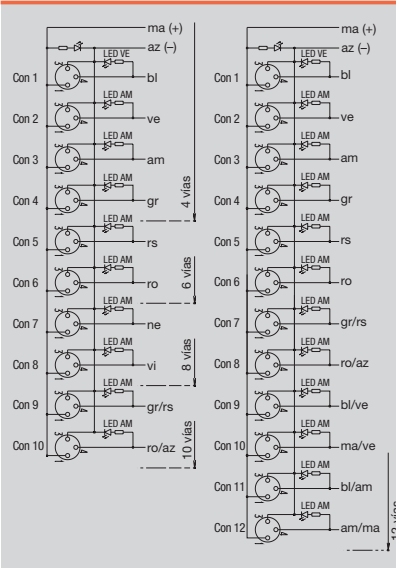 ma (+)
az (–)
LED VE
Con 1
bl
LED AM
Con 2
ve
LED AM
Con 3
am
LED AM
Con 4
gr
4 vías
LED AM
Con 5
rs
LED AM
Con 6
ro
6 vías
LED AM
Con 7
ne
LED AM
Con 8
vi
8 vías
LED AM
Con 9
gr/rs
LED AM
Con 10
ro/az
10 vías
ma (+)
az (–)
LED VE
Con 1
bl
LED AM
Con 2
ve
LED AM
Con 3
am
LED AM
Con 4
gr
LED AM
Con 5
rs
LED AM
Con 6
ro
LED AM
Con 7
gr/rs
LED AM
Con 8
ro/az
LED AM
Con 9
bl/ve
LED AM
Con 10
ma/ve
LED AM
Con 11
bl/am
LED AM
Con 12
am/ma
12 vías